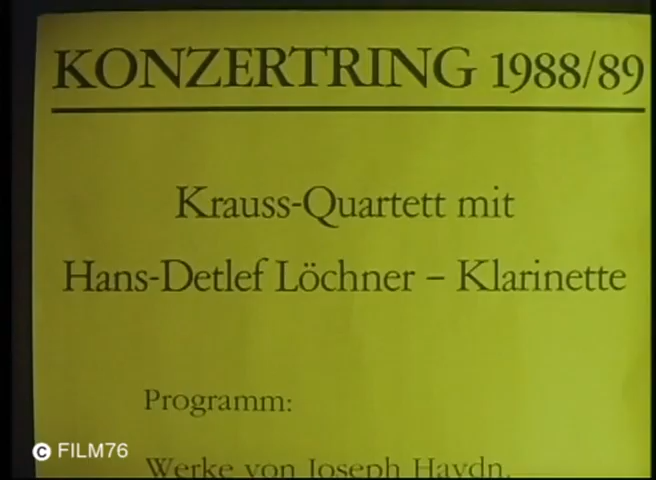 KONZERTRING 1988/89
Krauss-Quartett mit
Hans-Detlef Löchner – Klarinette
Programm:
Werke von Joseph Haydn,
© FILM76